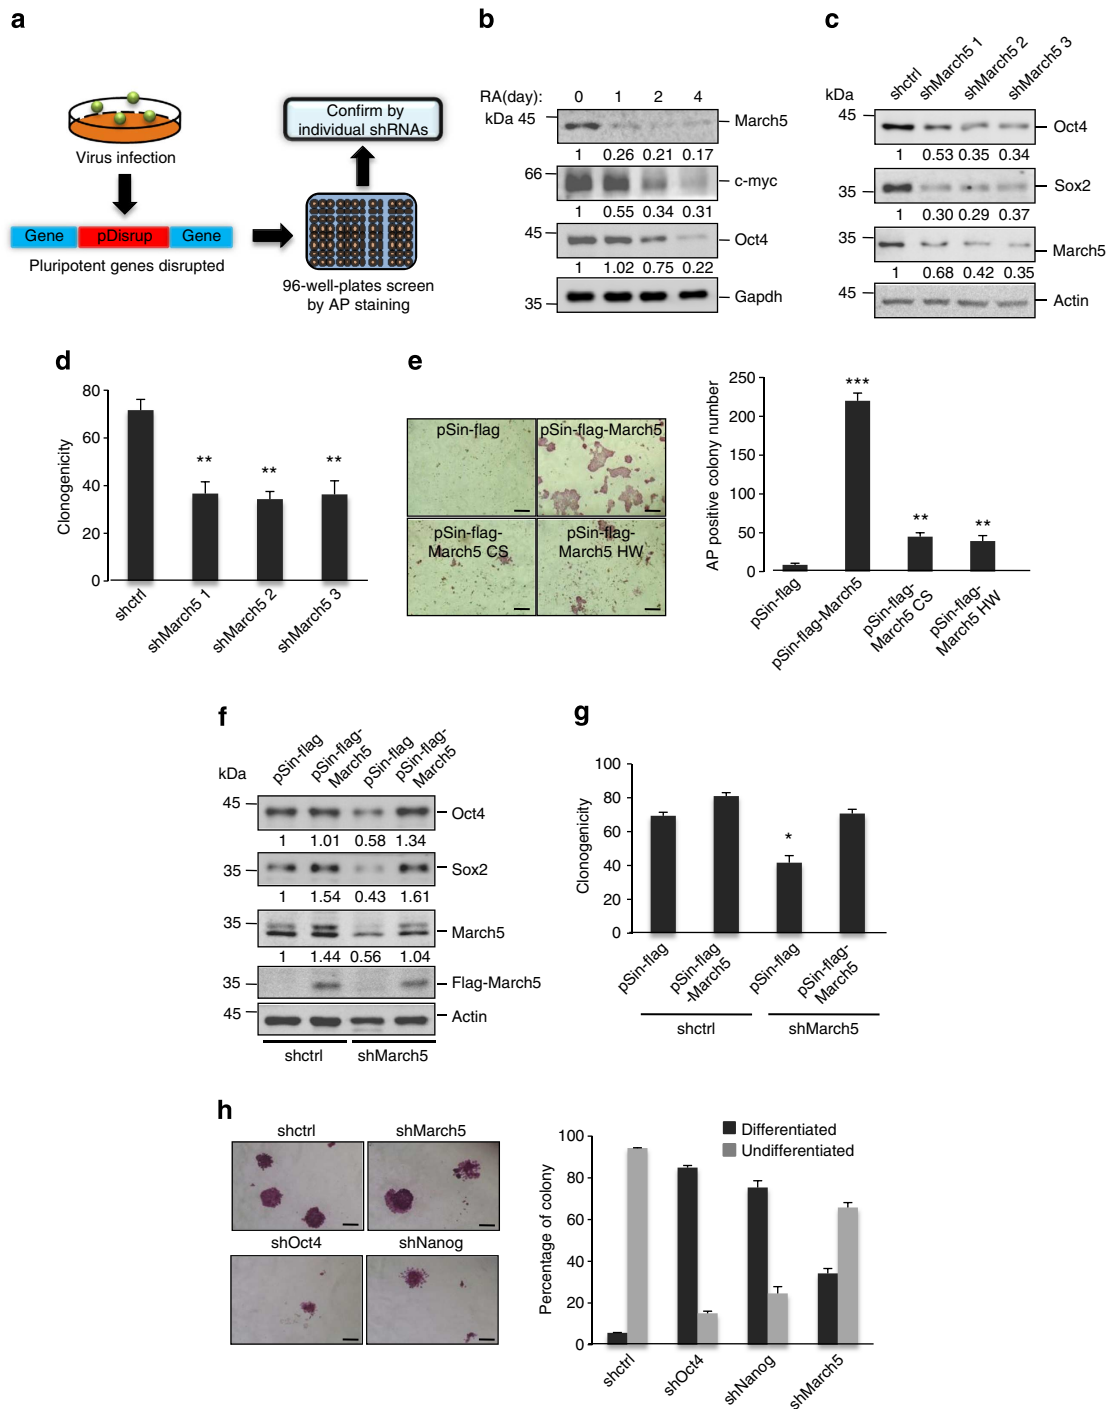 a
Virus infection
Gene pDisrup Gene
Pluripotent genes disrupted
Confirm by
individual shRNAs
96-well-plates screen
by AP staining
b
RA(day): 0 1 2 4
kDa 45 March5
1 0.26 0.21 0.17
66 c-myc
1 0.55 0.34 0.31
45 Oct4
1 1.02 0.75 0.22
35 Gapdh
c
shctrl shMarch5 1 shMarch5 2 shMarch5 3
kDa
45 Oct4
1 0.53 0.35 0.34
35 Sox2
1 0.30 0.29 0.37
35 March5
1 0.68 0.42 0.35
45 Actin
d
Clonogenicity
80
60
40
20
0
** ** **
shctrl shMarch5 1 shMarch5 2 shMarch5 3
e
pSin-flag pSin-flag-March5
pSin-flag-
March5 CS
pSin-flag-
March5 HW
AP positive colony number
250
200
150
100
50
0
*** ** **
pSin-flag
pSin-flag-March5
pSin-flag-
March5 CS
pSin-flag-
March5 HW
f
kDa
pSin-flag
pSin-flag-
March5
pSin-flag
pSin-flag-
March5
45 Oct4
1 1.01 0.58 1.34
35 Sox2
1 1.54 0.43 1.61
35 March5
1 1.44 0.56 1.04
35 Flag-March5
45 Actin
shctrl shMarch5
g
Clonogenicity
100
80
60
40
20
0
*
pSin-flag
pSin-flag
-March5
pSin-flag
pSin-flag-
March5
shctrl shMarch5
h
shctrl shMarch5
shOct4 shNanog
Differentiated
Undifferentiated
Percentage of colony
100
80
60
40
20
0
shctrl shOct4 shNanog shMarch5